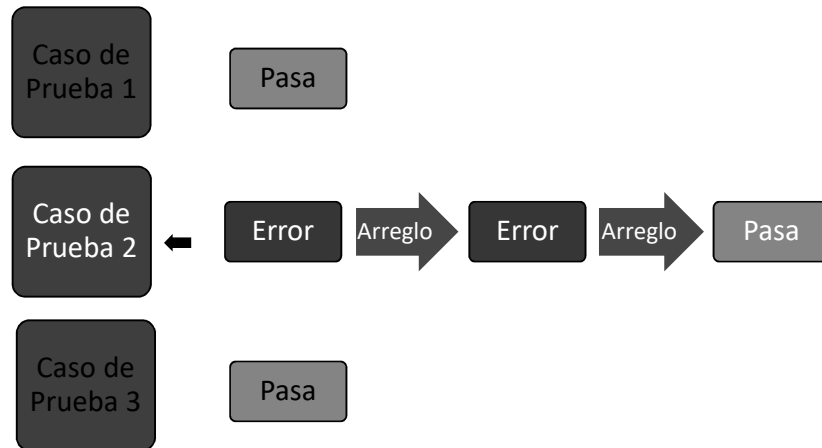 Caso de
Prueba 1
Pasa
Caso de
Prueba 2
Error
Arreglo
Error
Arreglo
Pasa
Caso de
Prueba 3
Pasa